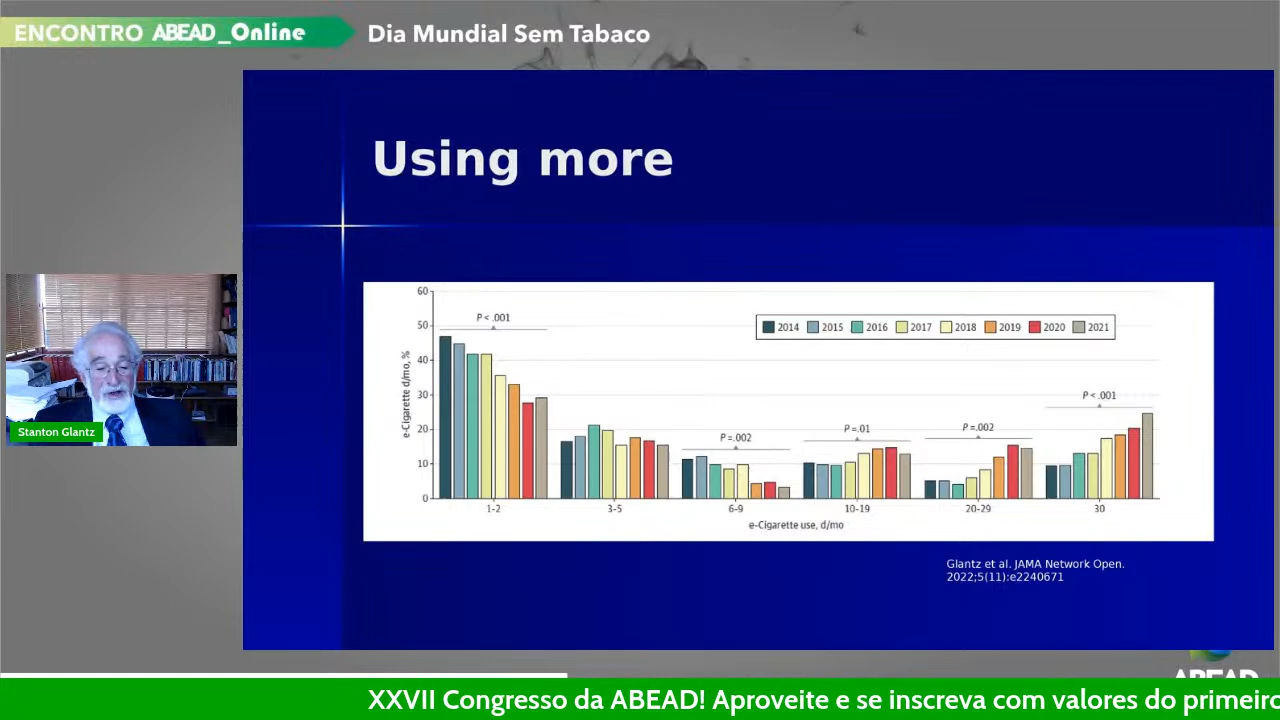 ENCONTRO ABEAD_Online
Dia Mundial Sem Tabaco
Using more
60
50
40
30
20
10
0
e-Cigarette d/mo, %
P < .001
P = .002
P = .01
P = .002
P < .001
2014 2015 2016 2017 2018 2019 2020 2021
1-2 3-5 6-9 10-19 20-29 30
e-Cigarette use, d/mo
Glantz et al. JAMA Network Open.
2022;5(11):e2240671
Stanton Glantz
ABEAD
XXVII Congresso da ABEAD! Aproveite e se inscreva com valores do primeiro